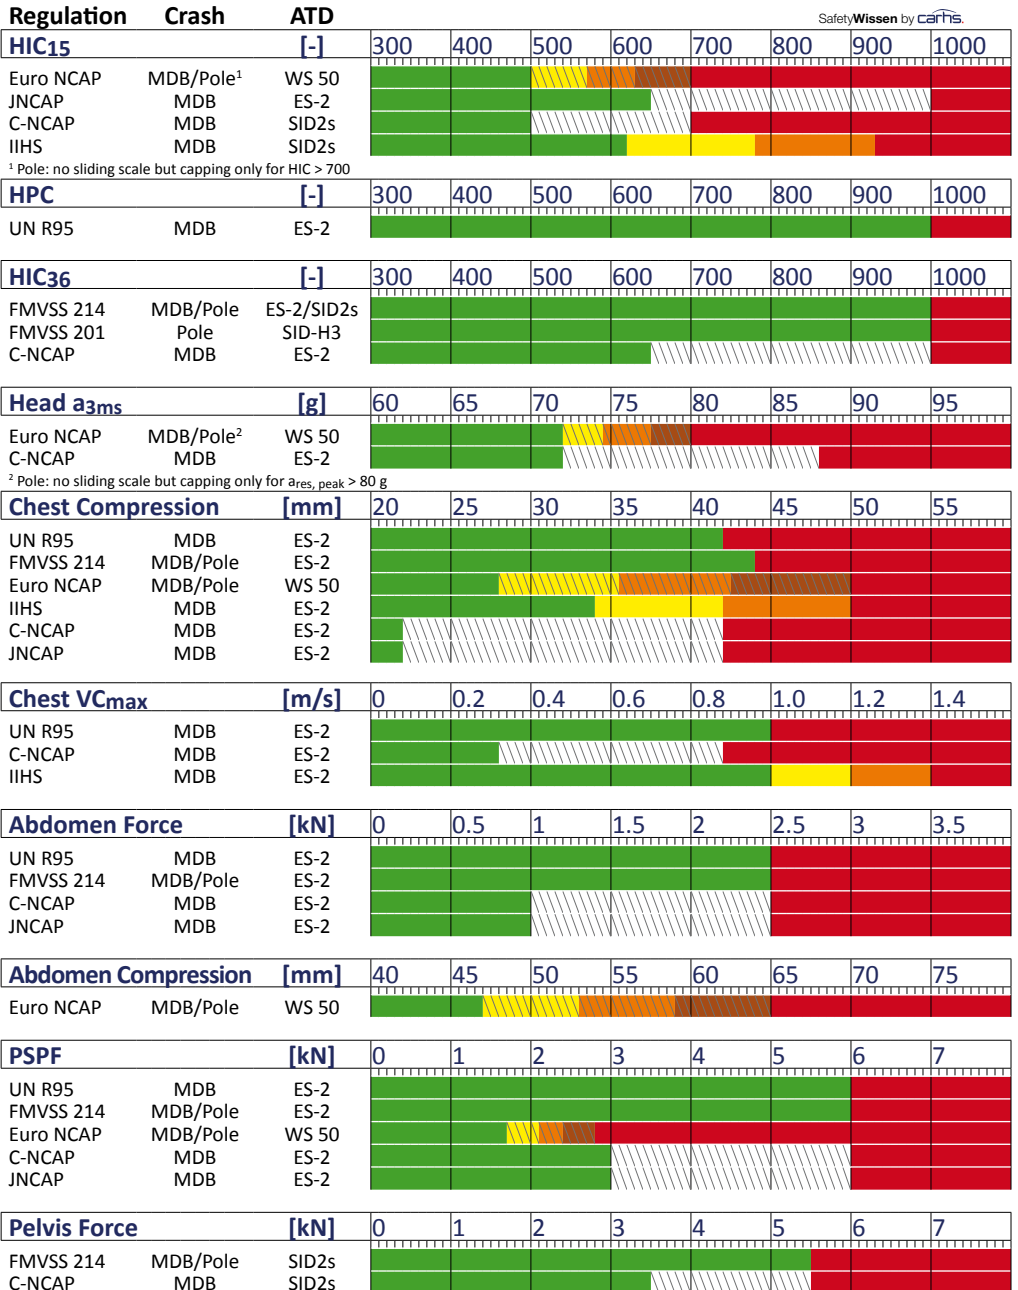 Regulation Crash ATD SafetyWissen by carhs.
HIC15 [-] 300 400 500 600 700 800 900 1000
Euro NCAP MDB/Pole1 WS 50
JNCAP MDB ES-2
C-NCAP MDB SID2s
IIHS MDB SID2s
1 Pole: no sliding scale but capping only for HIC > 700
HPC [-] 300 400 500 600 700 800 900 1000
UN R95 MDB ES-2
HIC36 [-] 300 400 500 600 700 800 900 1000
FMVSS 214 MDB/Pole ES-2/SID2s
FMVSS 201 Pole SID-H3
C-NCAP MDB ES-2
Head a3ms [g] 60 65 70 75 80 85 90 95
Euro NCAP MDB/Pole2 WS 50
C-NCAP MDB ES-2
2 Pole: no sliding scale but capping only for ares, peak > 80 g
Chest Compression [mm] 20 25 30 35 40 45 50 55
UN R95 MDB ES-2
FMVSS 214 MDB/Pole ES-2
Euro NCAP MDB/Pole WS 50
IIHS MDB ES-2
C-NCAP MDB ES-2
JNCAP MDB ES-2
Chest VCmax [m/s] 0 0.2 0.4 0.6 0.8 1.0 1.2 1.4
UN R95 MDB ES-2
C-NCAP MDB ES-2
IIHS MDB ES-2
Abdomen Force [kN] 0 0.5 1 1.5 2 2.5 3 3.5
UN R95 MDB ES-2
FMVSS 214 MDB/Pole ES-2
C-NCAP MDB ES-2
JNCAP MDB ES-2
Abdomen Compression [mm] 40 45 50 55 60 65 70 75
Euro NCAP MDB/Pole WS 50
PSPF [kN] 0 1 2 3 4 5 6 7
UN R95 MDB ES-2
FMVSS 214 MDB/Pole ES-2
Euro NCAP MDB/Pole WS 50
C-NCAP MDB ES-2
JNCAP MDB ES-2
Pelvis Force [kN] 0 1 2 3 4 5 6 7
FMVSS 214 MDB/Pole SID2s
C-NCAP MDB SID2s